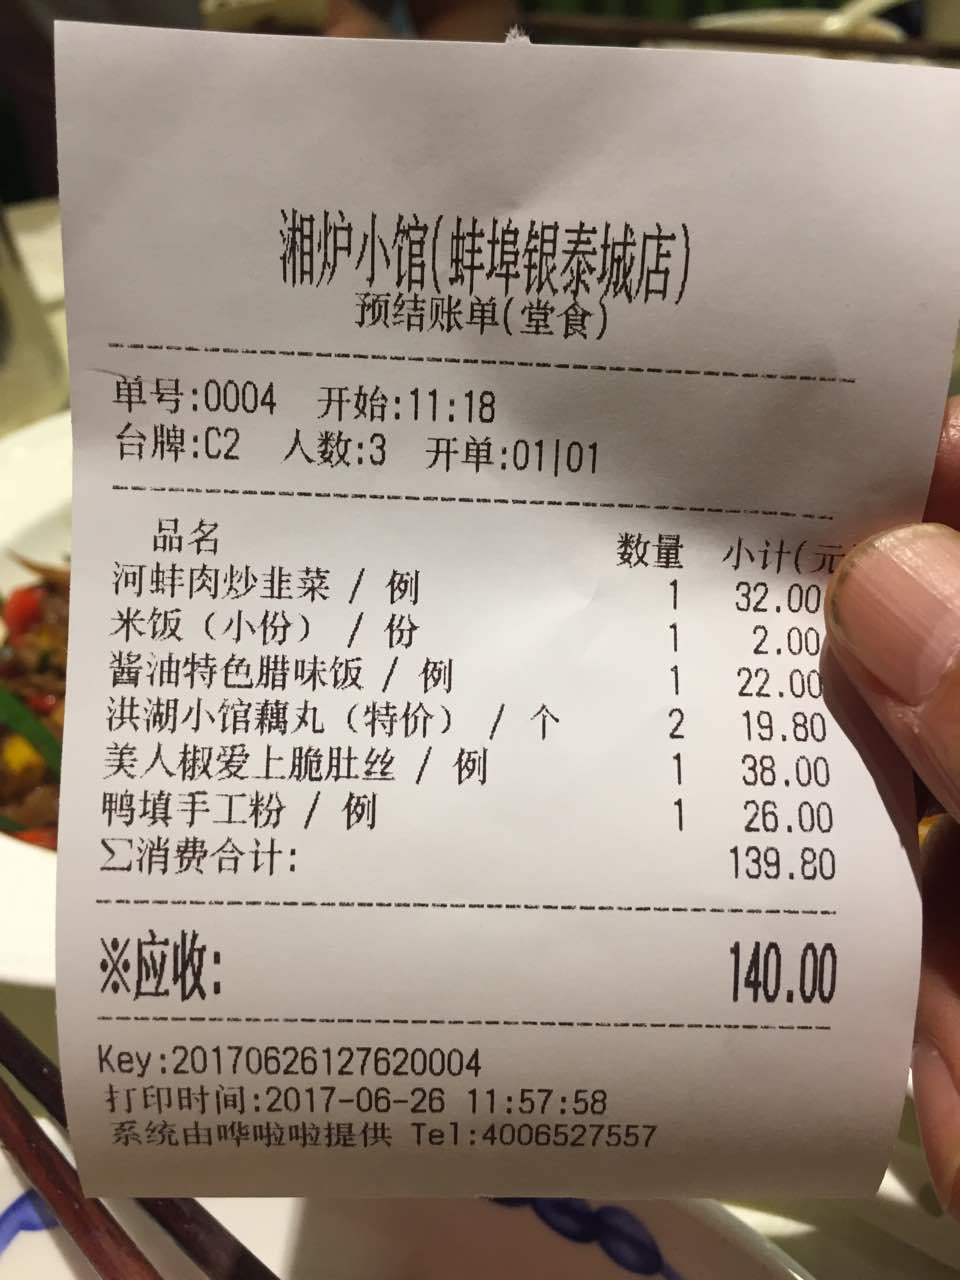 湘炉小馆(蚌埠银泰城店)
预结账单(堂食)
单号:0004 开始:11:18
台牌:C2 人数:3 开单:01|01
品名 数量 小计(元
河蚌肉炒韭菜 / 例 1 32.00
米饭（小份） / 份 1 2.00
酱油特色腊味饭 / 例 1 22.00
洪湖小馆藕丸（特价） / 个 2 19.80
美人椒爱上脆肚丝 / 例 1 38.00
鸭填手工粉 / 例 1 26.00
∑消费合计: 139.80
※应收: 140.00
Key:20170626127620004
打印时间:2017-06-26 11:57:58
系统由哗啦啦提供 Tel:4006527557